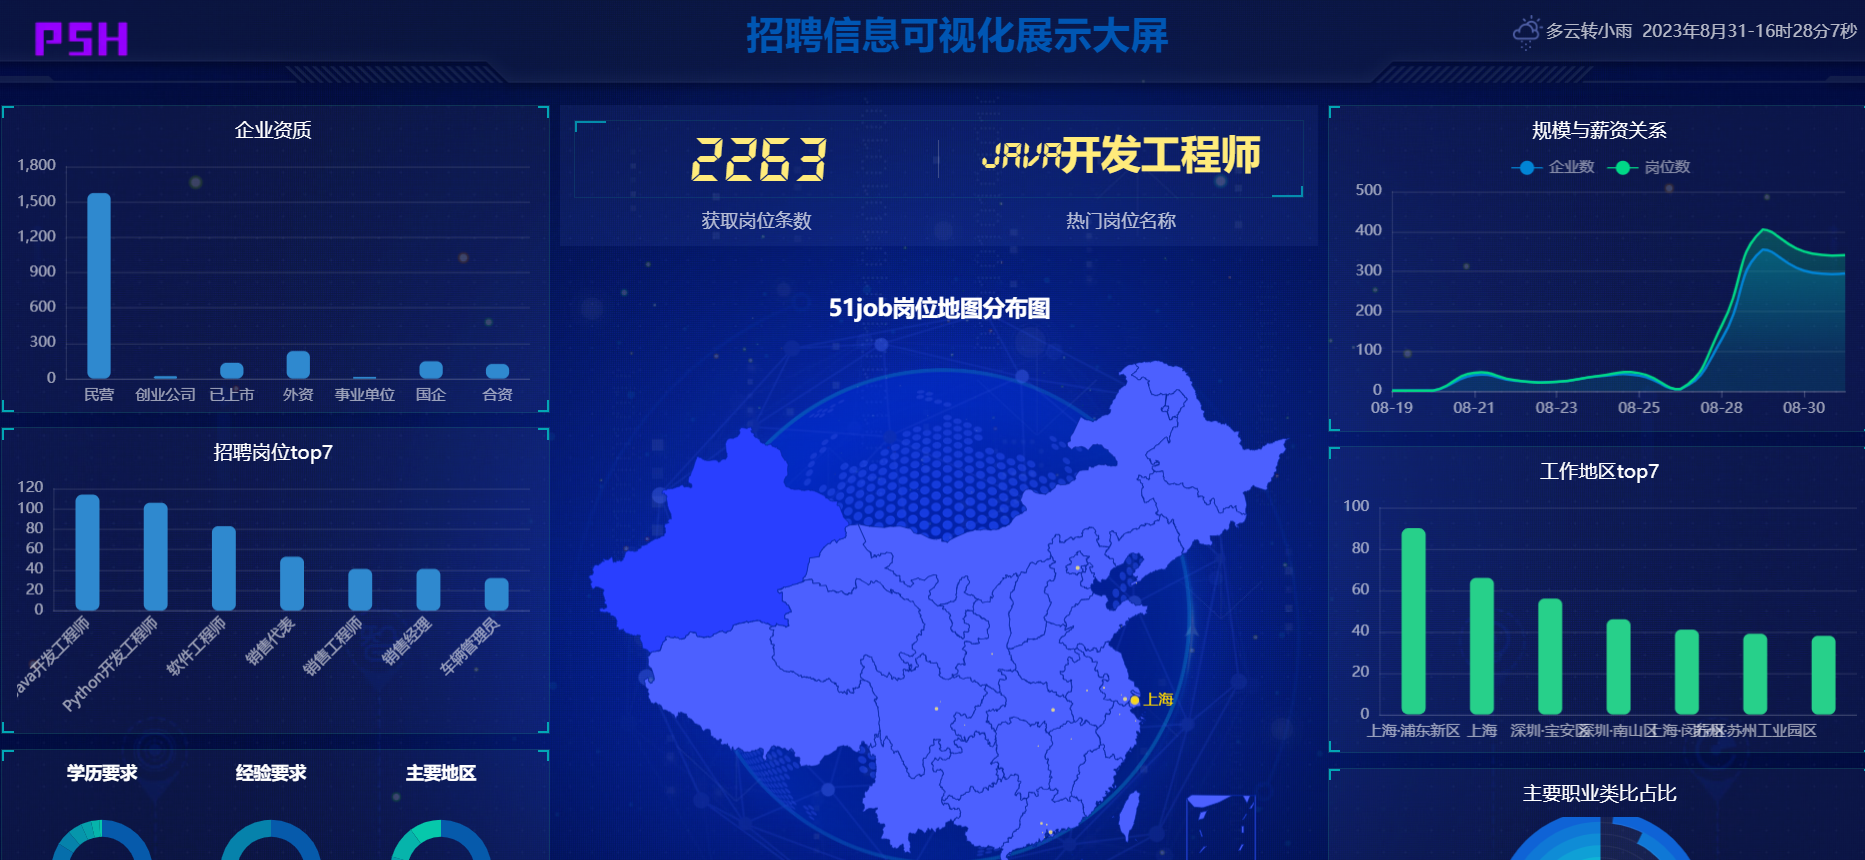 PSH
招聘信息可视化展示大屏
多云转小雨 2023年8月31-16时28分7秒
企业资质
1,800
1,500
1,200
900
600
300
0
民营 创业公司 已上市 外资 事业单位 国企 合资
招聘岗位top7
120
100
80
60
40
20
0
ava开发工程师 Python开发工程师 软件工程师 销售代表 销售工程师 销售经理 车辆管理员
学历要求 经验要求 主要地区
2263 JAVA开发工程师
获取岗位条数 热门岗位名称
51job岗位地图分布图
上海
规模与薪资关系
企业数 岗位数
500
400
300
200
100
0
08-19 08-21 08-23 08-25 08-28 08-30
工作地区top7
100
80
60
40
20
0
上海·浦东新区 上海 深圳·宝安区 深圳·南山区 上海·闵行区 苏州·苏州工业园区
主要职业类比占比